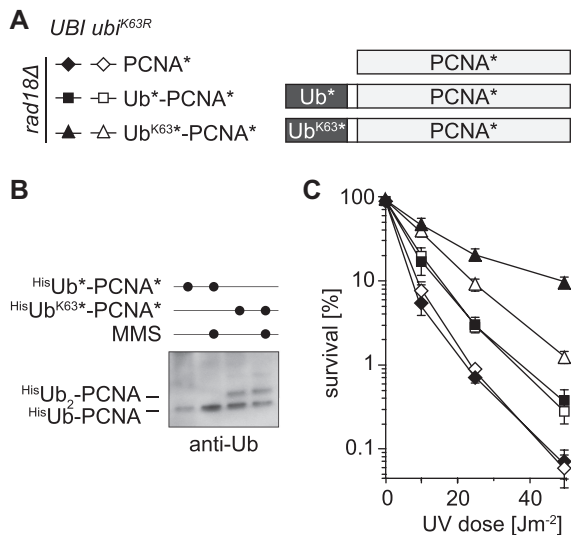 A
UBI ubiK63R
rad18Δ
PCNA*
Ub*-PCNA*
UbK63*-PCNA*
PCNA*
Ub* PCNA*
UbK63* PCNA*
B
HisUb*-PCNA*
HisUbK63*-PCNA*
MMS
HisUb2-PCNA
HisUb-PCNA
anti-Ub
C
survival [%]
100
10
1
0.1
0 20 40
UV dose [Jm-2]